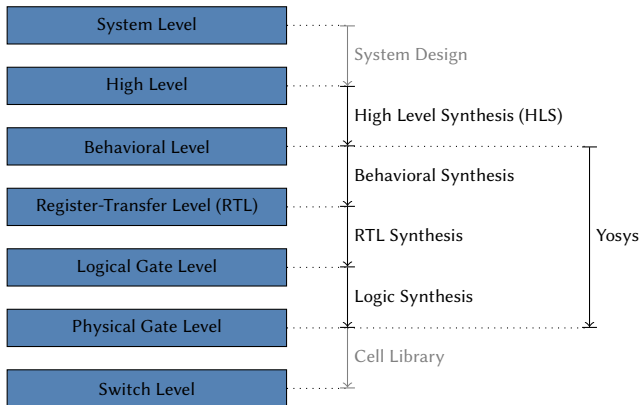 System Level
System Design
High Level
High Level Synthesis (HLS)
Behavioral Level
Behavioral Synthesis
Register-Transfer Level (RTL)
RTL Synthesis
Yosys
Logical Gate Level
Logic Synthesis
Physical Gate Level
Cell Library
Switch Level